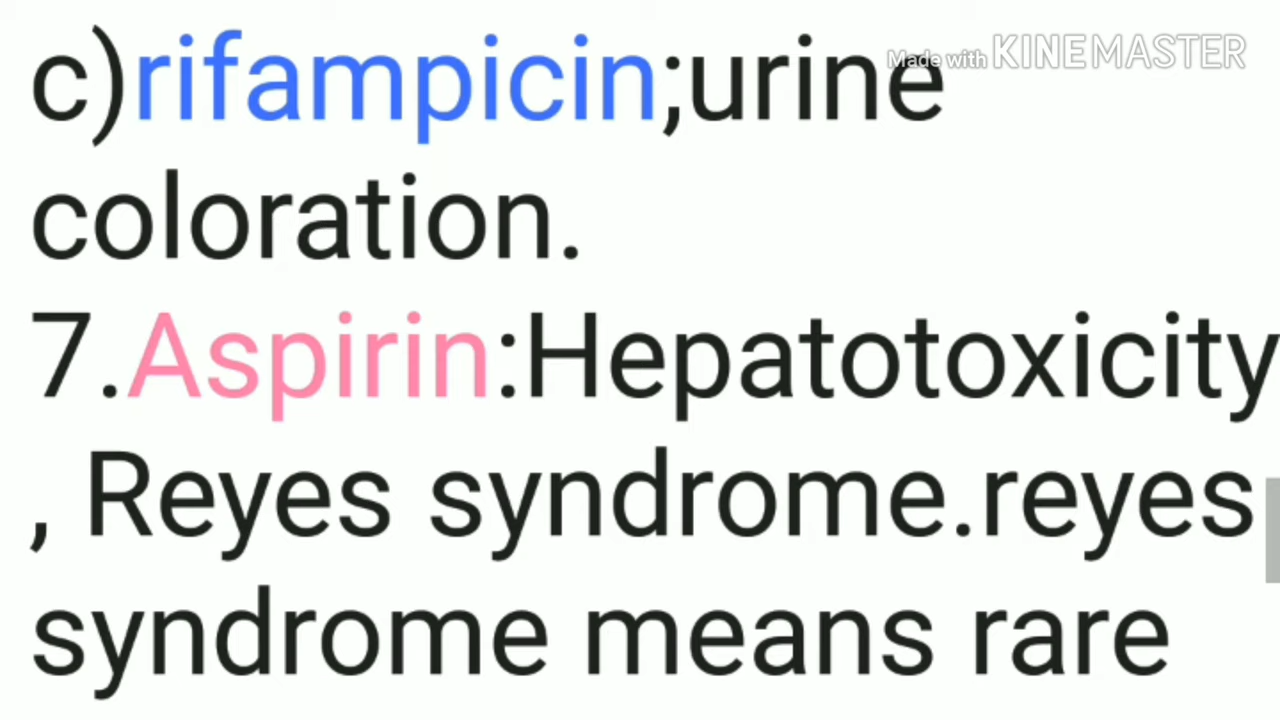 c)rifampicin;urine
Made with KINEMASTER
coloration.
7.Aspirin:Hepatotoxicity
, Reyes syndrome.reyes
syndrome means rare